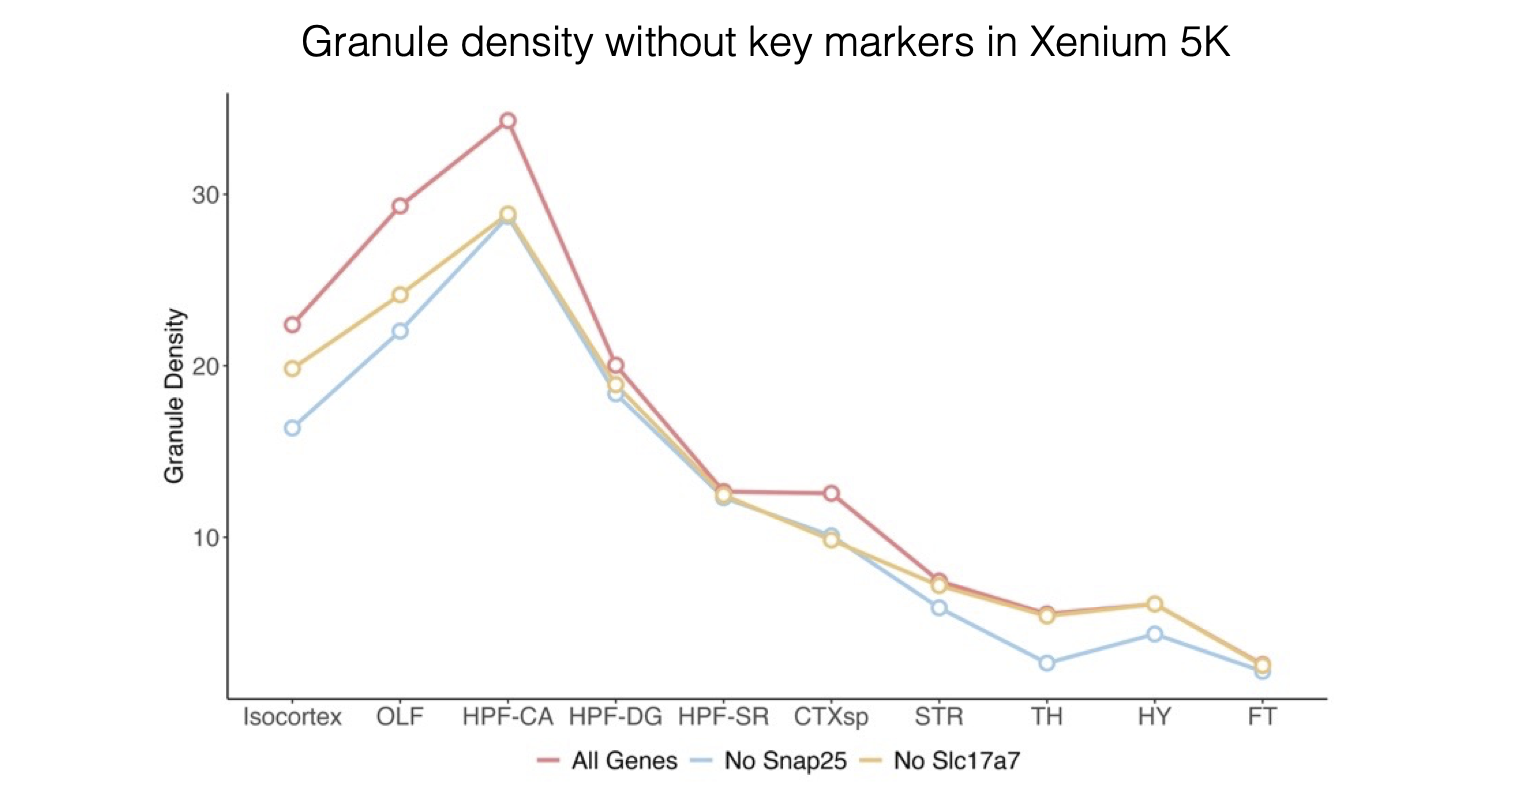 Granule density without key markers in Xenium 5K
Granule Density
30
20
10
Isocortex OLF HPF-CA HPF-DG HPF-SR CTXsp STR TH HY FT
All Genes No Snap25 No Slc17a7